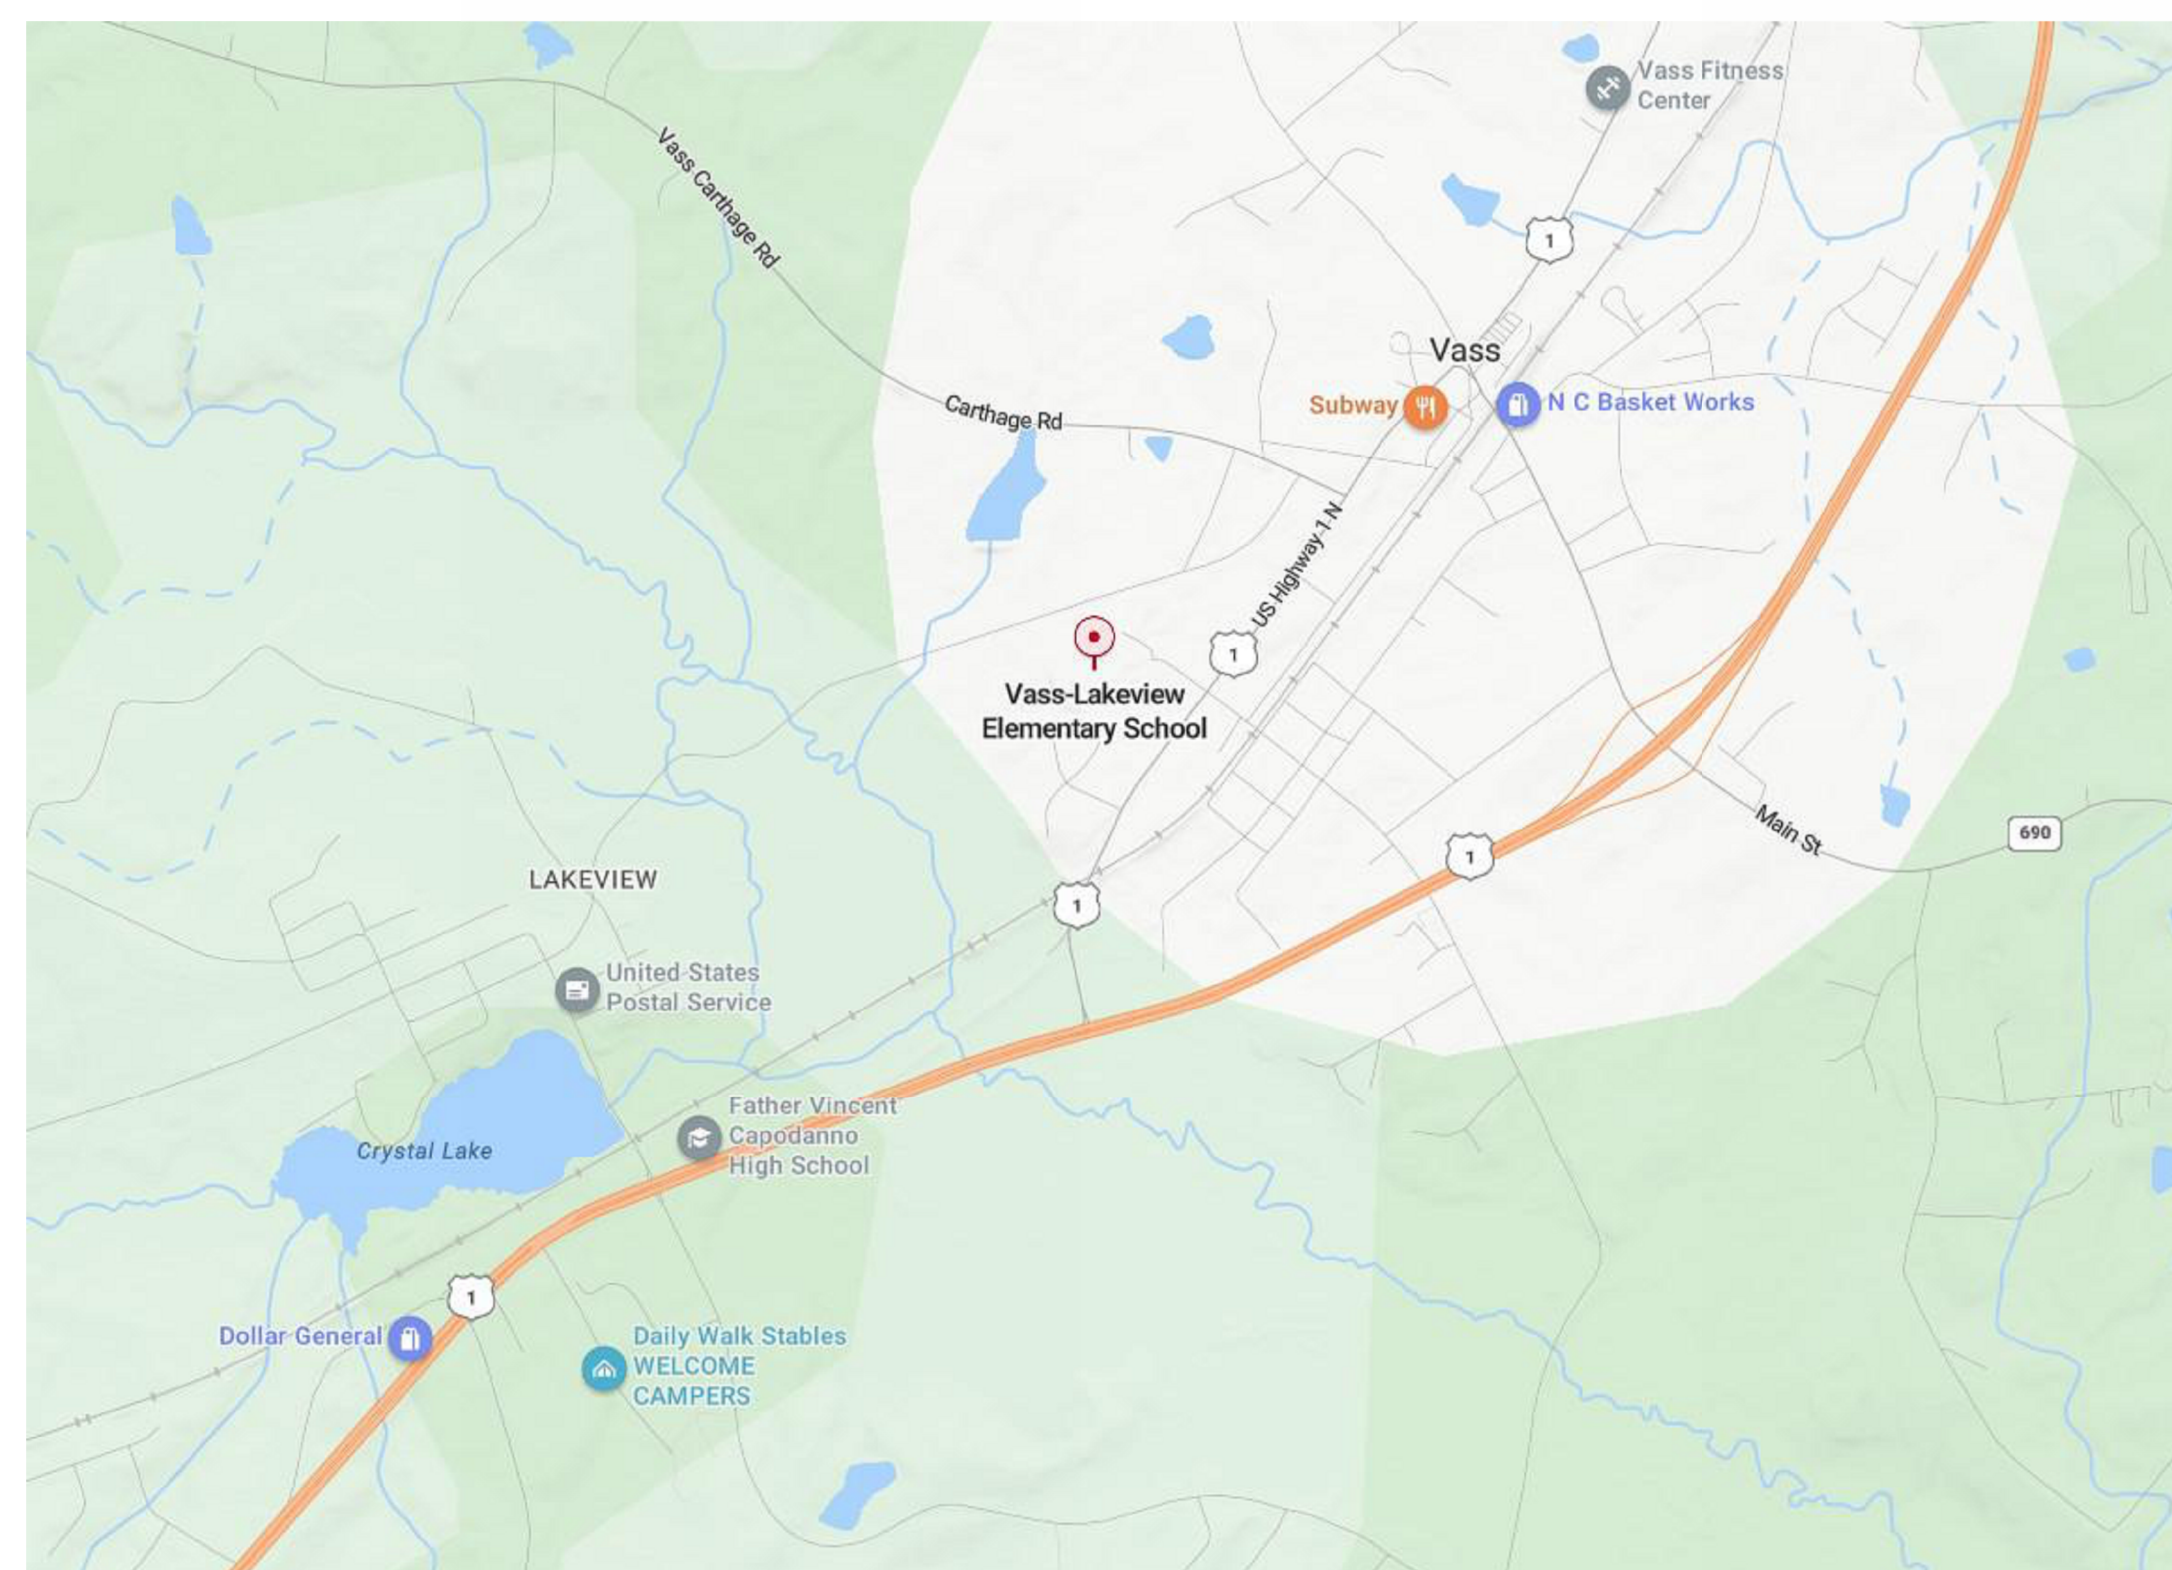 Vass Fitness
Center
Vass Carthage Rd
1
Vass
Carthage Rd
Subway
N C Basket Works
US Highway 1 N
1
Vass-Lakeview
Elementary School
Main St
690
1
LAKEVIEW
1
United States
Postal Service
Father Vincent
Capodanno
High School
Crystal Lake
1
Dollar General
Daily Walk Stables
WELCOME
CAMPERS